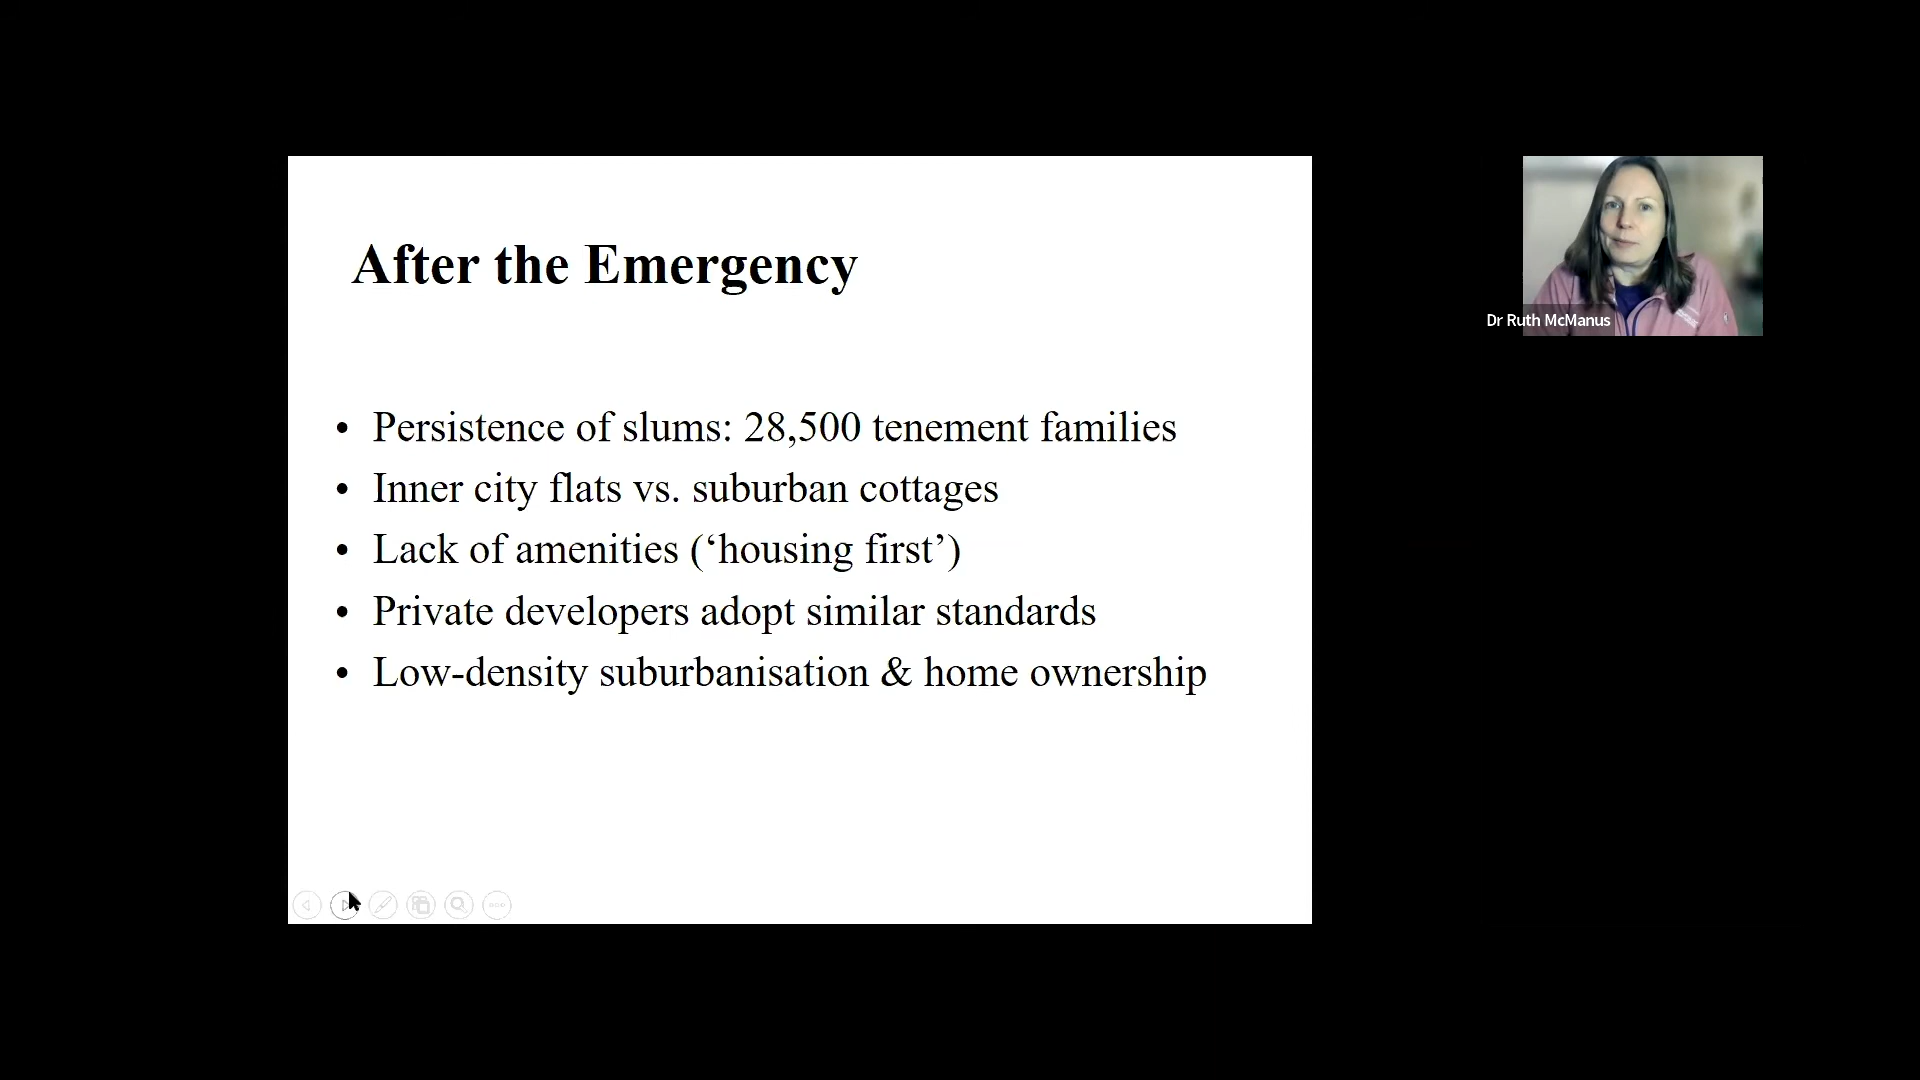 After the Emergency
• Persistence of slums: 28,500 tenement families
• Inner city flats vs. suburban cottages
• Lack of amenities (‘housing first’)
• Private developers adopt similar standards
• Low-density suburbanisation & home ownership
Dr Ruth McManus